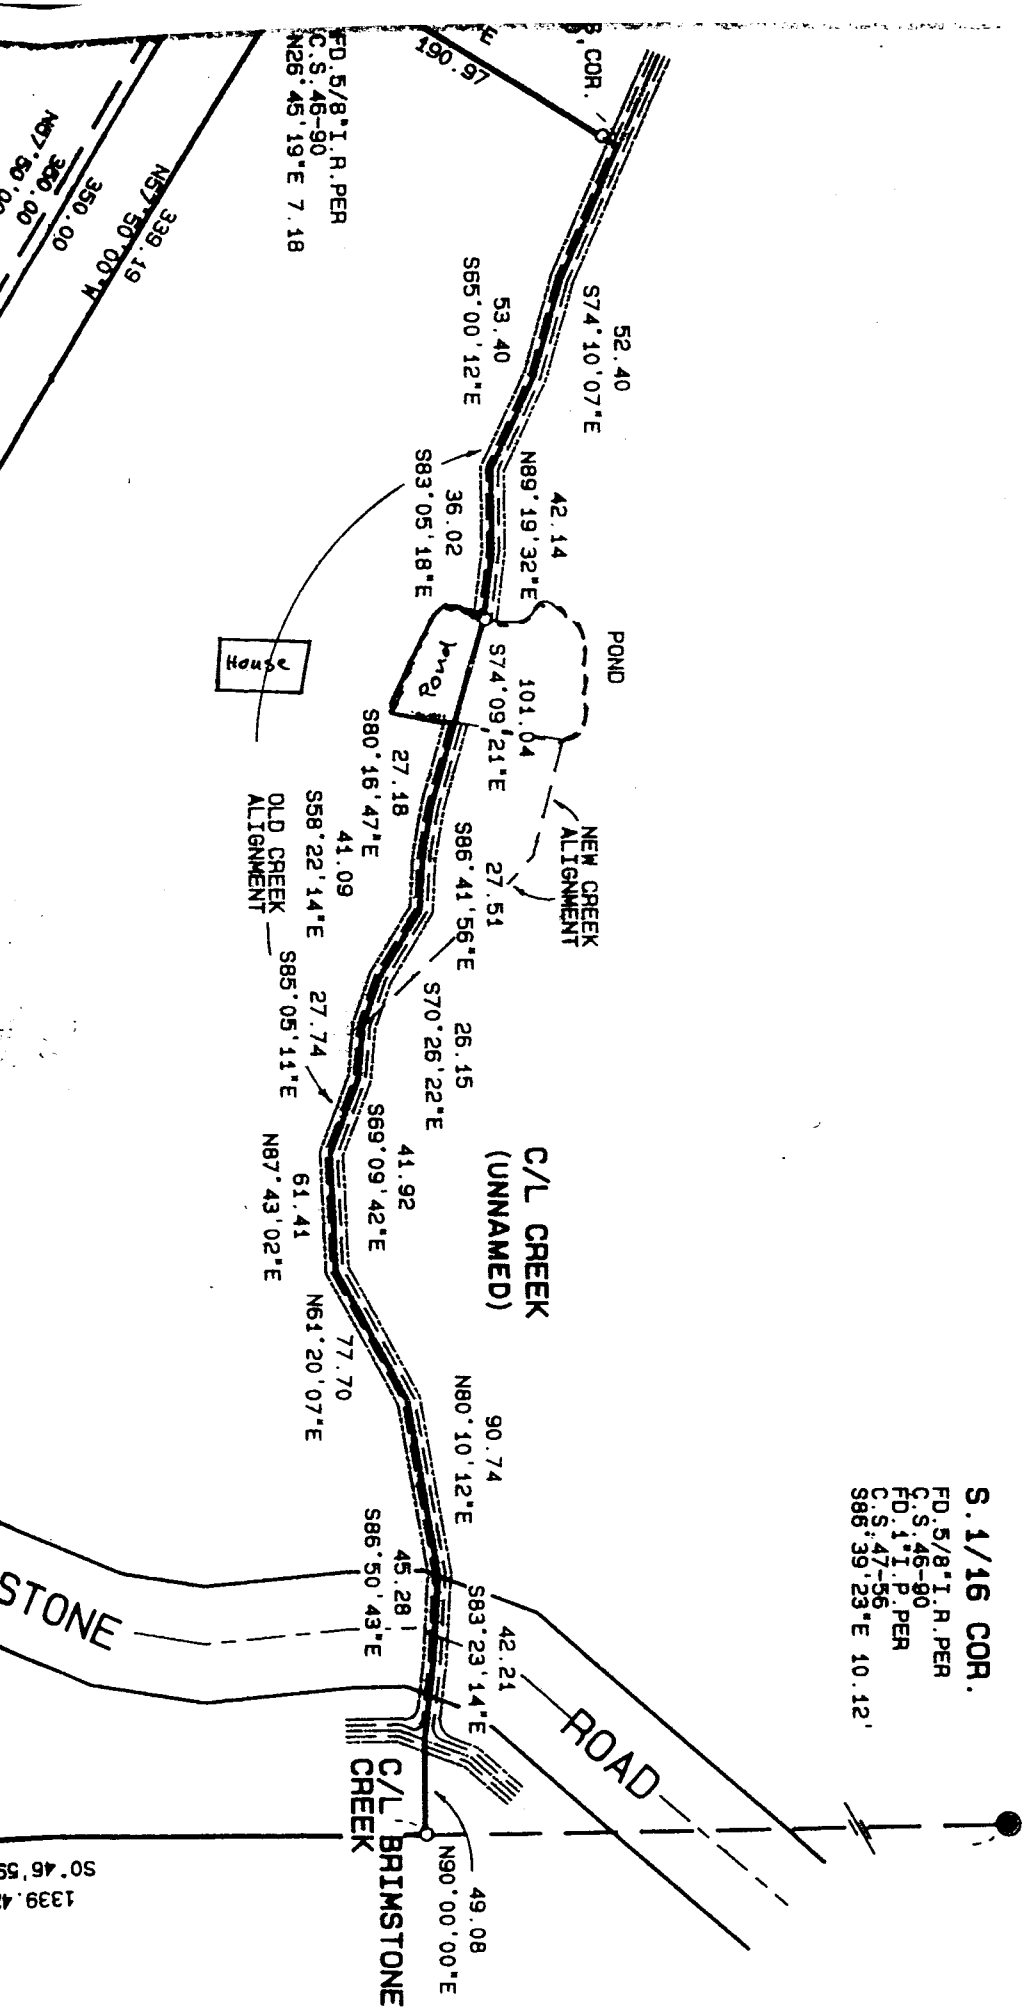 S.1/16 COR.
FD.5/8"I.R.PER
C.S.46-90
FD.1"I.P.PER
C.S.47-56
S86°39'23"E 10.12'
COR.
E
190.97
FD.5/8"I.R.PER
C.S.46-90
N26°45'19"E 7.18
339.19
N57°50'00"W
350.00
350.00
52.40
S74°10'07"E
53.40
S65°00'12"E
42.14
N89°19'32"E
36.02
S83°05'18"E
POND
Pond
House
101.04
S74°09'21"E
NEW CREEK
ALIGNMENT
27.18
S80°16'47"E
27.51
S86°41'56"E
41.09
S58°22'14"E
OLD CREEK
ALIGNMENT
26.15
S70°26'22"E
27.74
S85°05'11"E
C/L CREEK
(UNNAMED)
41.92
S69°09'42"E
61.41
N87°43'02"E
77.70
N61°20'07"E
90.74
N80°10'12"E
45.28
S86°50'43"E
42.21
S83°23'14"E
STONE
ROAD
C/L BRIMSTONE
CREEK
49.08
N90°00'00"E
S0°46'59
1339.4